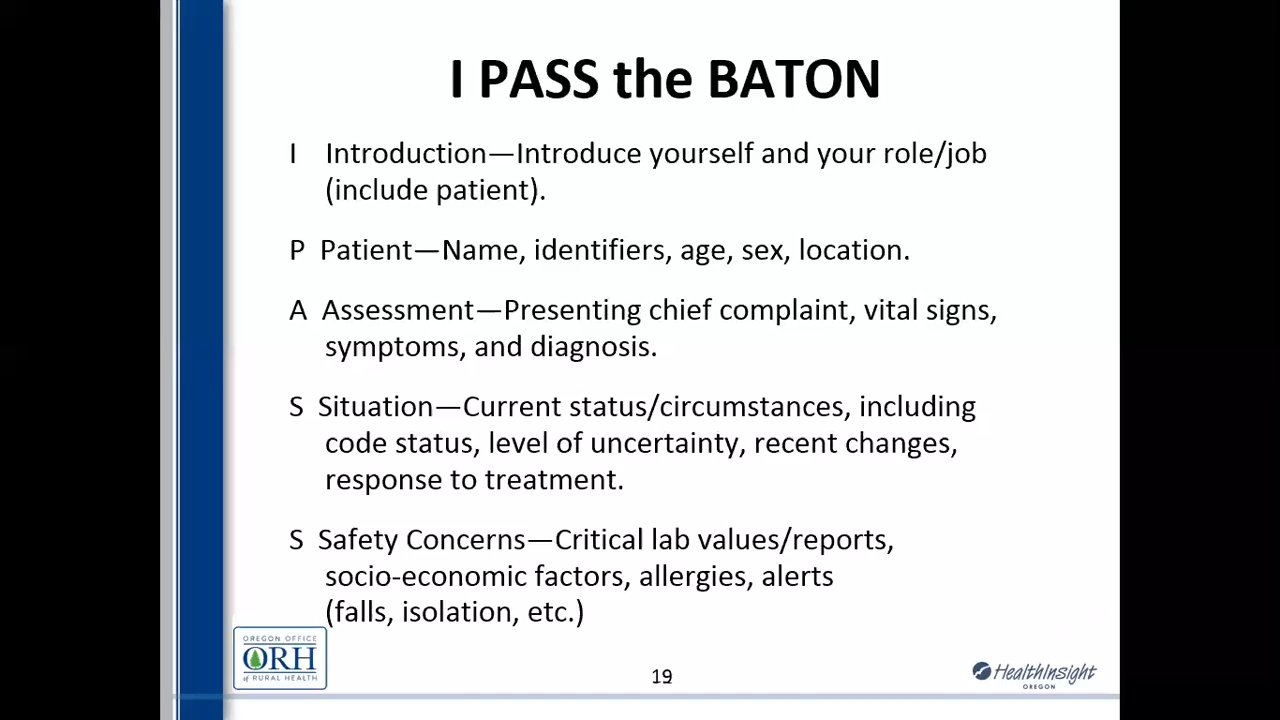 I PASS the BATON
I Introduction—Introduce yourself and your role/job
(include patient).
P Patient—Name, identifiers, age, sex, location.
A Assessment—Presenting chief complaint, vital signs,
symptoms, and diagnosis.
S Situation—Current status/circumstances, including
code status, level of uncertainty, recent changes,
response to treatment.
S Safety Concerns—Critical lab values/reports,
socio-economic factors, allergies, alerts
(falls, isolation, etc.)
OREGON OFFICE
ORH
of RURAL HEALTH
HealthInsight
OREGON